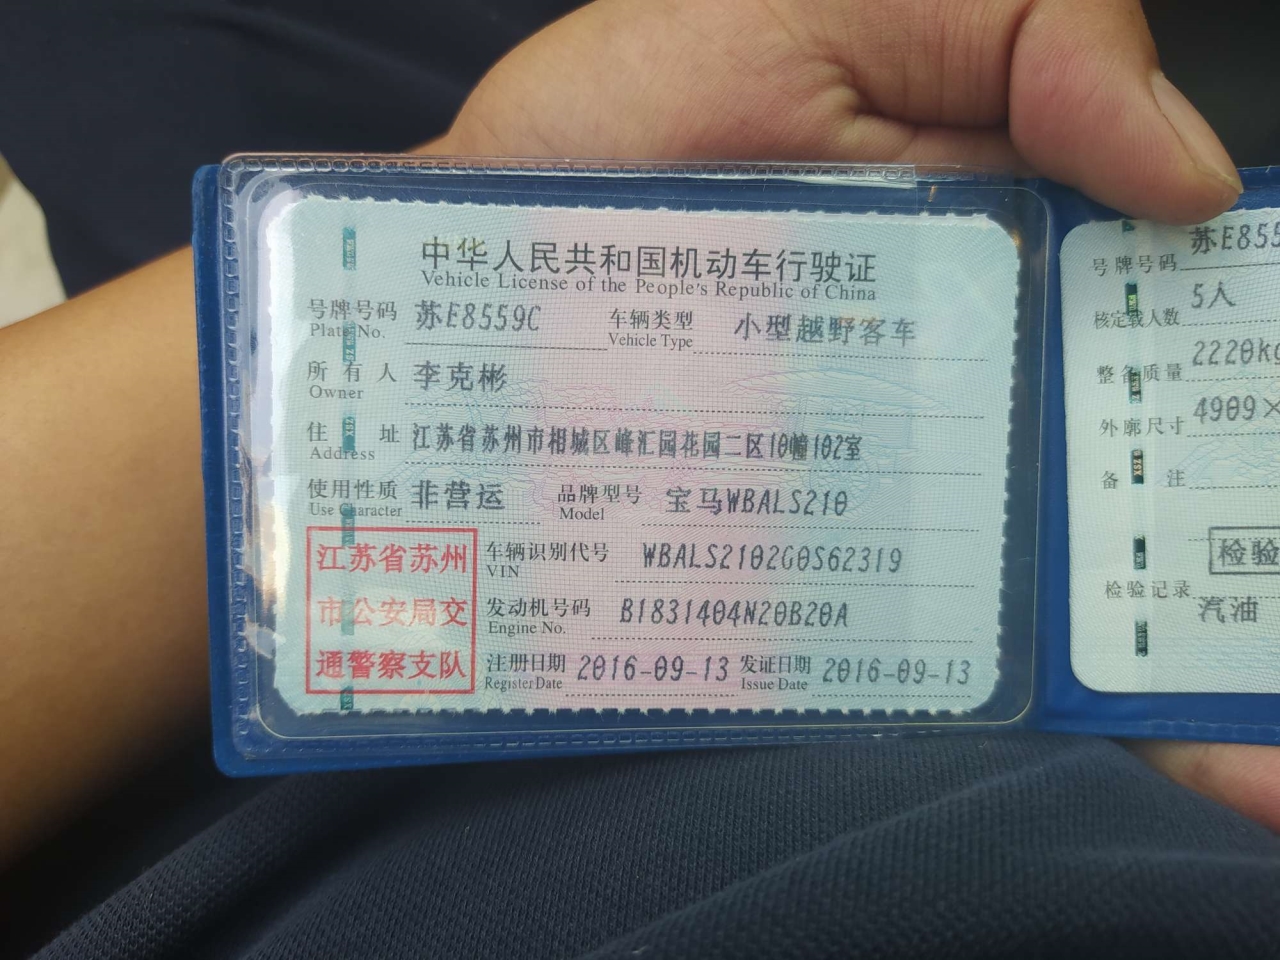 中华人民共和国机动车行驶证
Vehicle License of the People's Republic of China
号牌号码 苏E8559C 车辆类型 小型越野客车
Plate No. Vehicle Type
所有人 李克彬
Owner
住址 江苏省苏州市相城区峰汇园花园二区10幢102室
Address
使用性质 非营运 品牌型号 宝马WBALS210
Use Character Model
江苏省苏州
市公安局交
通警察支队
车辆识别代号 WBALS2102G0S62319
VIN
发动机号码 B1831404N20B20A
Engine No.
注册日期 2016-09-13 发证日期 2016-09-13
Register Date Issue Date
号牌号码 苏E855
核定载人数 5人
整备质量 2220kg
外廓尺寸 4909×
备注
检验
检验记录
汽油